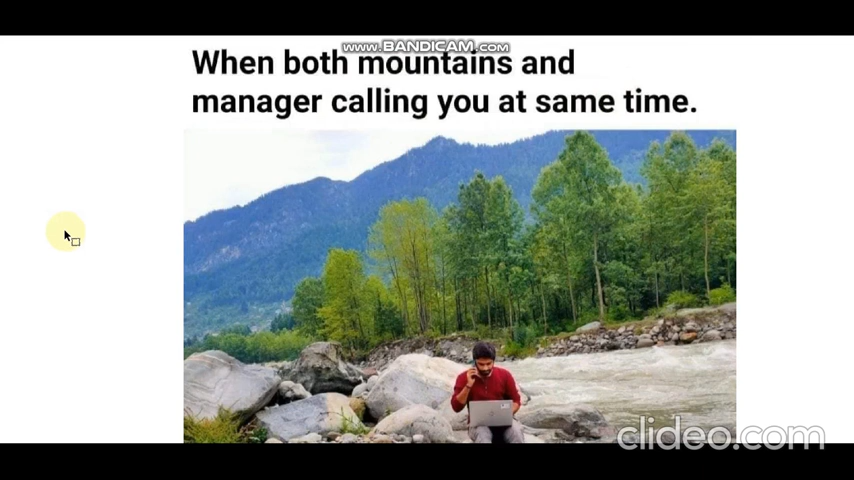 www.BANDICAM.com
When both mountains and
manager calling you at same time.
clideo.com